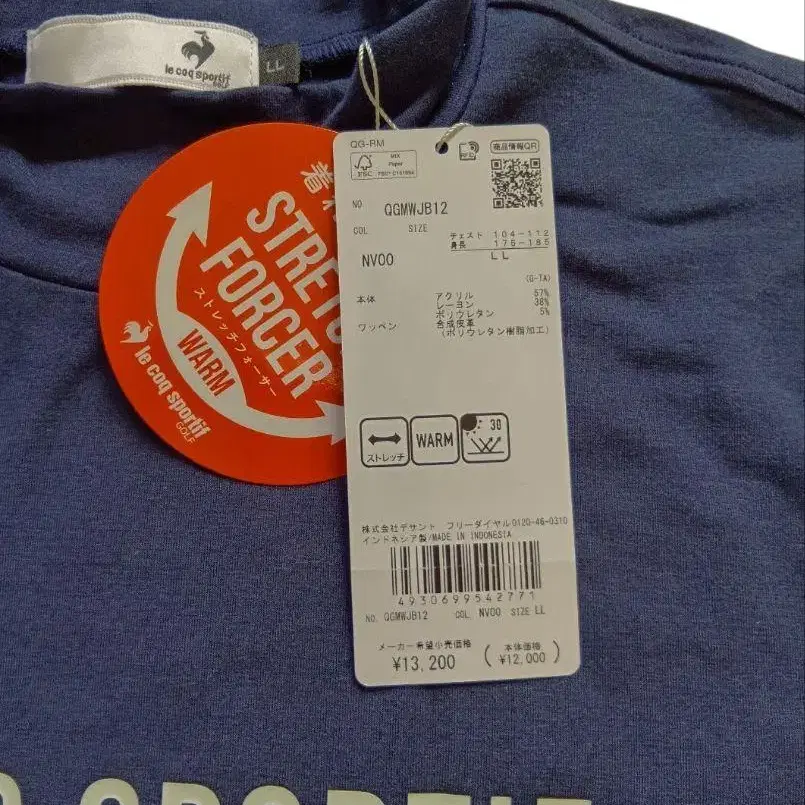 le coq sportif
GOLF
LL
STRETCH
FORCER
ストレッチフォーサー
WARM
le coq sportif
GOLF
QG-RM
FSC
MIX
Paper
商品情報QR
NO QGMWJB12
COL SIZE
チェスト 104-112
身長 175-185
NV00 LL
(G-TA)
本体 アクリル 57%
レーヨン 38%
ポリウレタン 5%
ワッペン 合成皮革
(ポリウレタン樹脂加工)
ストレッチ
WARM
30
株式会社デサント フリーダイヤル0120-46-0310
インドネシア製/MADE IN INDONESIA
4930699542771
NO. QGMWJB12 COL. NV00 SIZE LL
メーカー希望小売価格
¥13,200
(本体価格
¥12,000)
SPORTIF